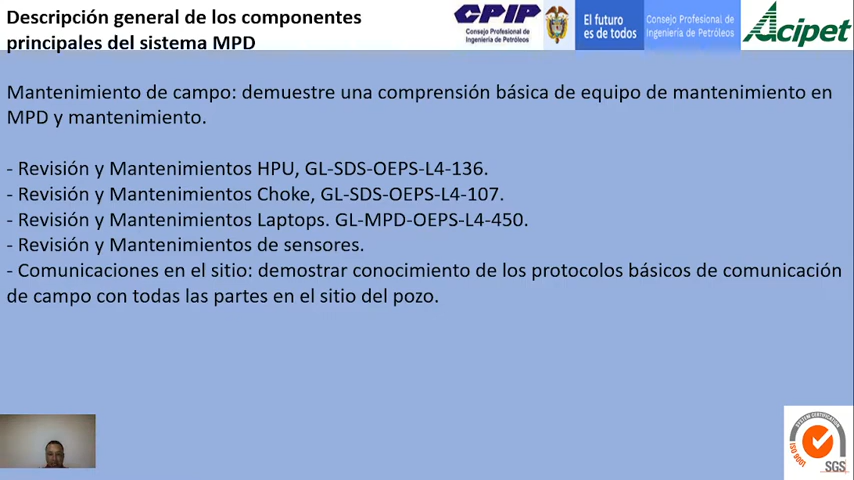 Descripción general de los componentes
principales del sistema MPD
CPIP
Consejo Profesional de
Ingeniería de Petróleos
El futuro
es de todos
Consejo Profesional de
Ingeniería de Petróleos
Acipet
Mantenimiento de campo: demuestre una comprensión básica de equipo de mantenimiento en
MPD y mantenimiento.
- Revisión y Mantenimientos HPU, GL-SDS-OEPS-L4-136.
- Revisión y Mantenimientos Choke, GL-SDS-OEPS-L4-107.
- Revisión y Mantenimientos Laptops. GL-MPD-OEPS-L4-450.
- Revisión y Mantenimientos de sensores.
- Comunicaciones en el sitio: demostrar conocimiento de los protocolos básicos de comunicación
de campo con todas las partes en el sitio del pozo.
SYSTEM CERTIFICATION
ISO 9001
SGS